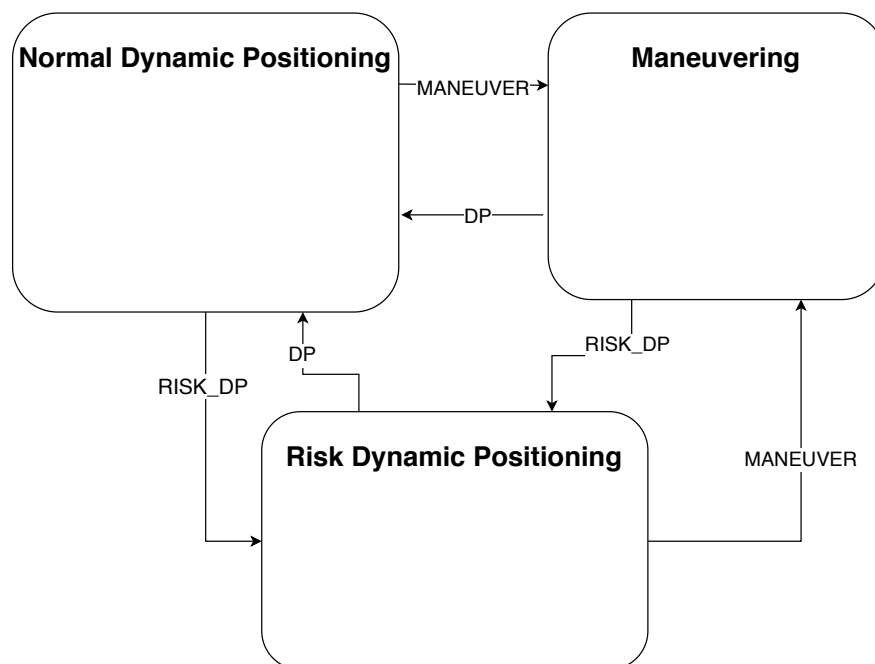 Normal Dynamic Positioning
Maneuvering
MANEUVER
DP
DP
RISK_DP
RISK_DP
Risk Dynamic Positioning
MANEUVER